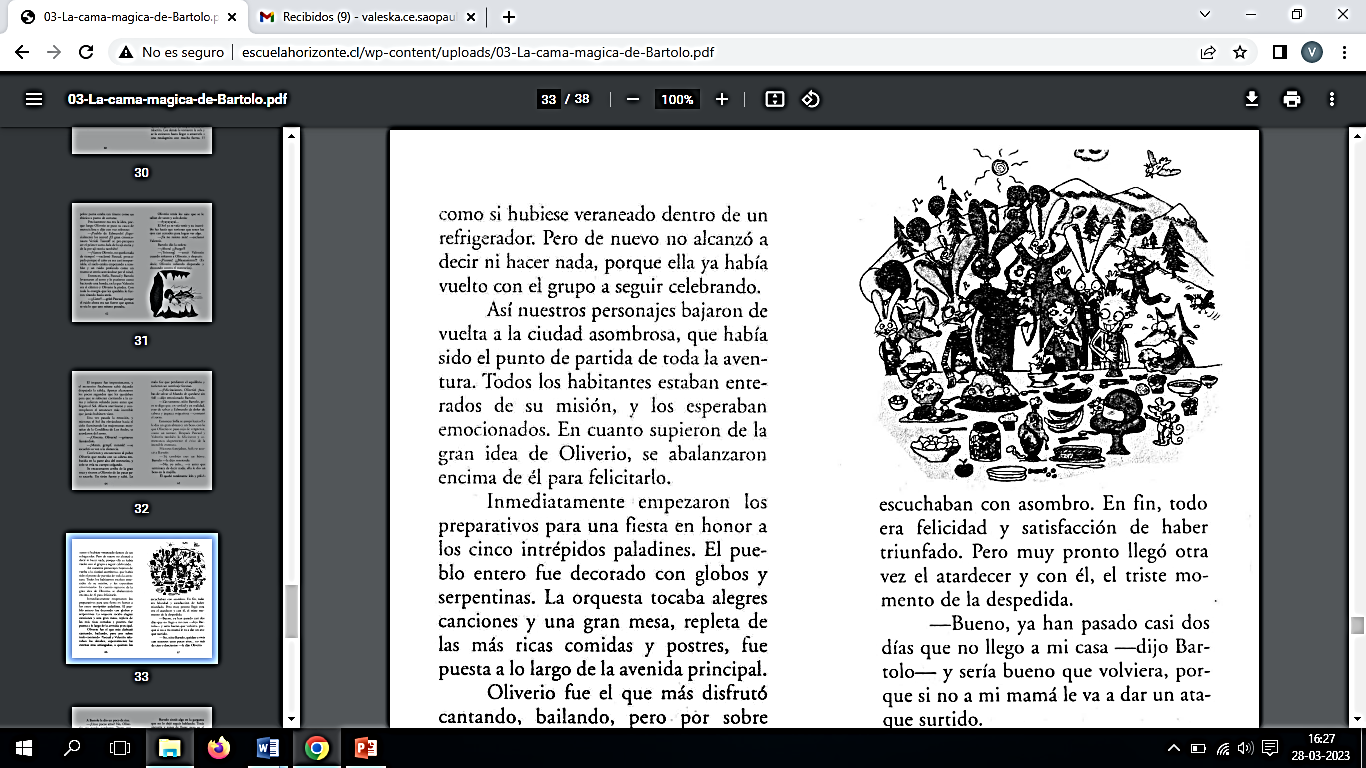 03-La-cama-magica-de-Bartolo.p
Recibidos (9) - valeska.ce.saopaul
No es seguro
escuelahorizonte.cl/wp-content/uploads/03-La-cama-magica-de-Bartolo.pdf
V
03-La-cama-magica-de-Bartolo.pdf
33 / 38
100%
30
31
32
33
como si hubiese veraneado dentro de un
refrigerador. Pero de nuevo no alcanzó a
decir ni hacer nada, porque ella ya había
vuelto con el grupo a seguir celebrando.
Así nuestros personajes bajaron de
vuelta a la ciudad asombrosa, que había
sido el punto de partida de toda la aven-
tura. Todos los habitantes estaban ente-
rados de su misión, y los esperaban
emocionados. En cuanto supieron de la
gran idea de Oliverio, se abalanzaron
encima de él para felicitarlo.
Inmediatamente empezaron los
preparativos para una fiesta en honor a
los cinco intrépidos paladines. El pue-
blo entero fue decorado con globos y
serpentinas. La orquesta tocaba alegres
canciones y una gran mesa, repleta de
las más ricas comidas y postres, fue
puesta a lo largo de la avenida principal.
Oliverio fue el que más disfrutó
cantando, bailando, pero por sobre
escuchaban con asombro. En fin, todo
era felicidad y satisfacción de haber
triunfado. Pero muy pronto llegó otra
vez el atardecer y con él, el triste mo-
mento de la despedida.
—Bueno, ya han pasado casi dos
días que no llego a mi casa —dijo Bar-
tolo— y sería bueno que volviera, por-
que si no a mi mamá le va a dar un ata-
que surtido.
16:27
28-03-2023